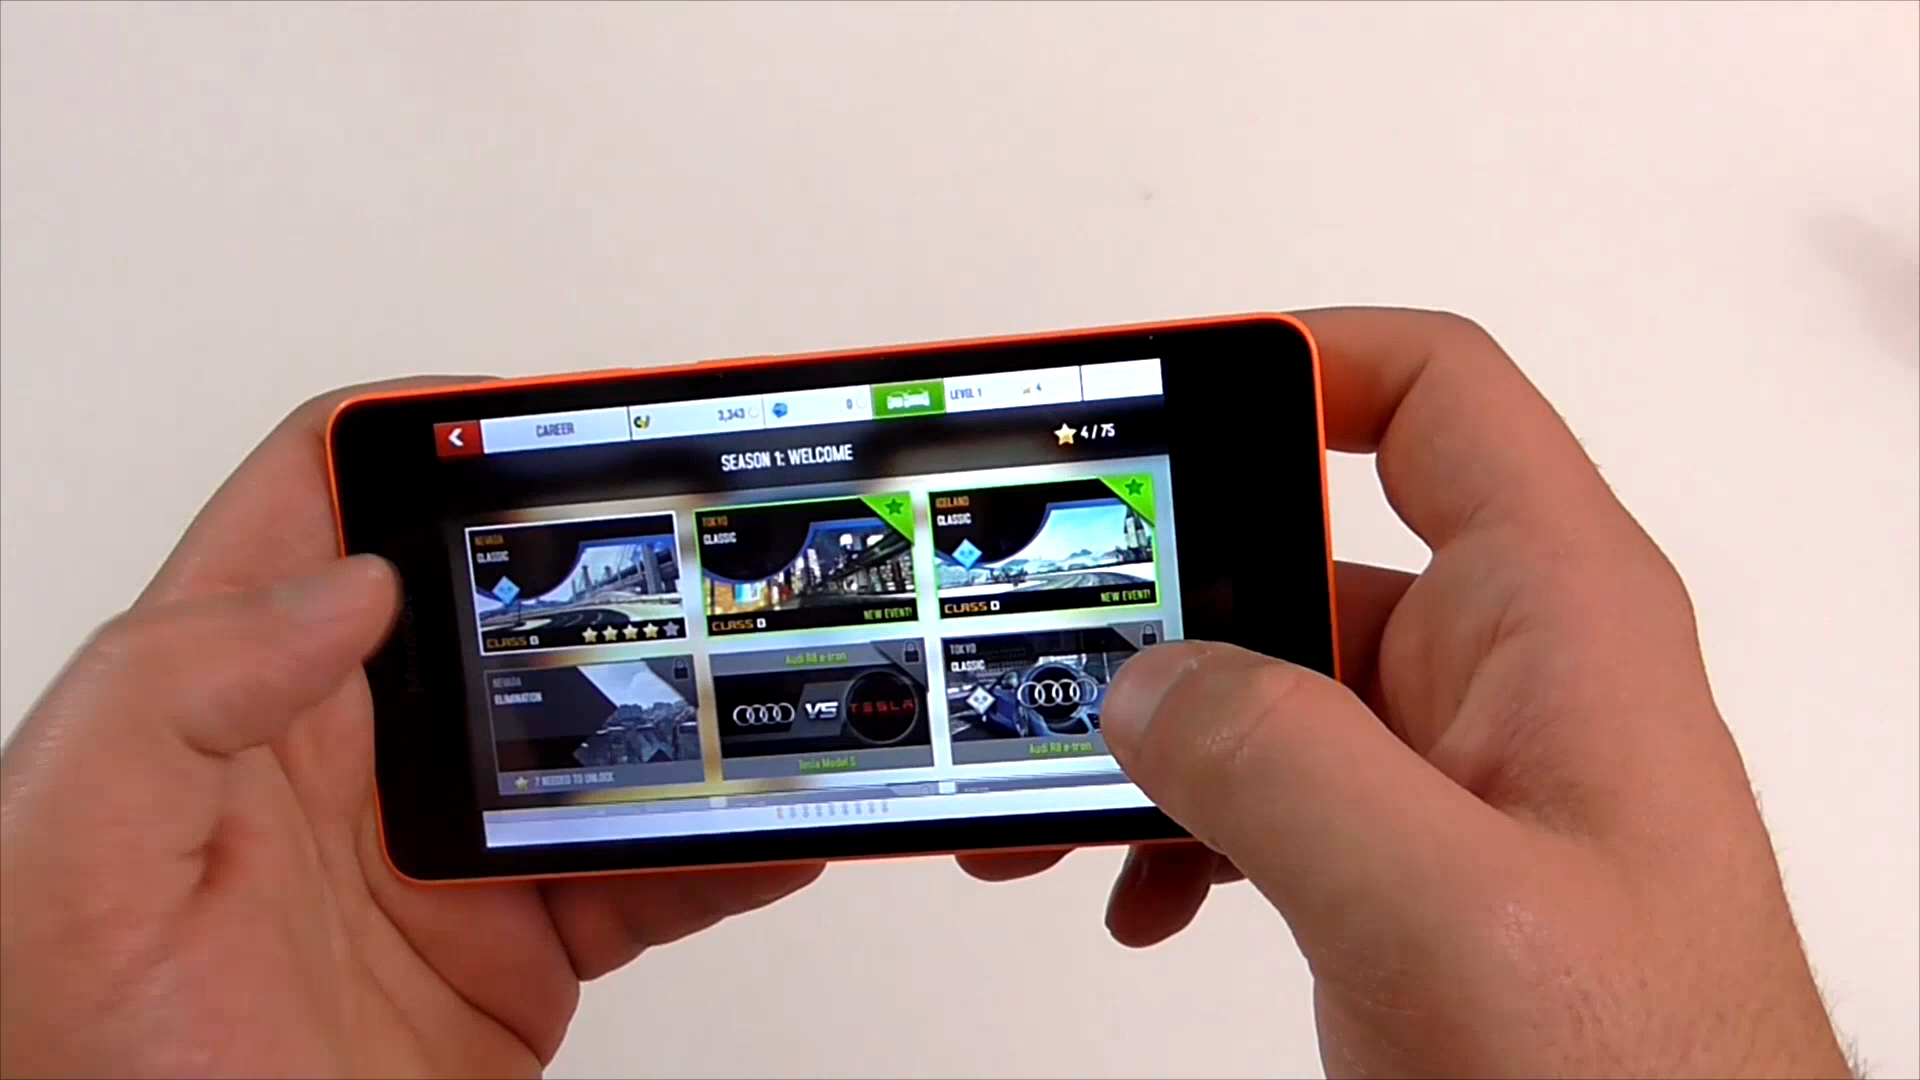 CAREER
3,343
0
LEVEL 1
4
SEASON 1: WELCOME
4 / 75
NEVADA
CLASSIC
CLASS D
TOKYO
CLASSIC
CLASS D
NEW EVENT!
ICELAND
CLASSIC
CLASS D
NEW EVENT!
NEVADA
ELIMINATION
7 NEEDED TO UNLOCK
Audi R8 e-tron
VS
TESLA
Tesla Model S
TOKYO
CLASSIC
Audi R8 e-tron